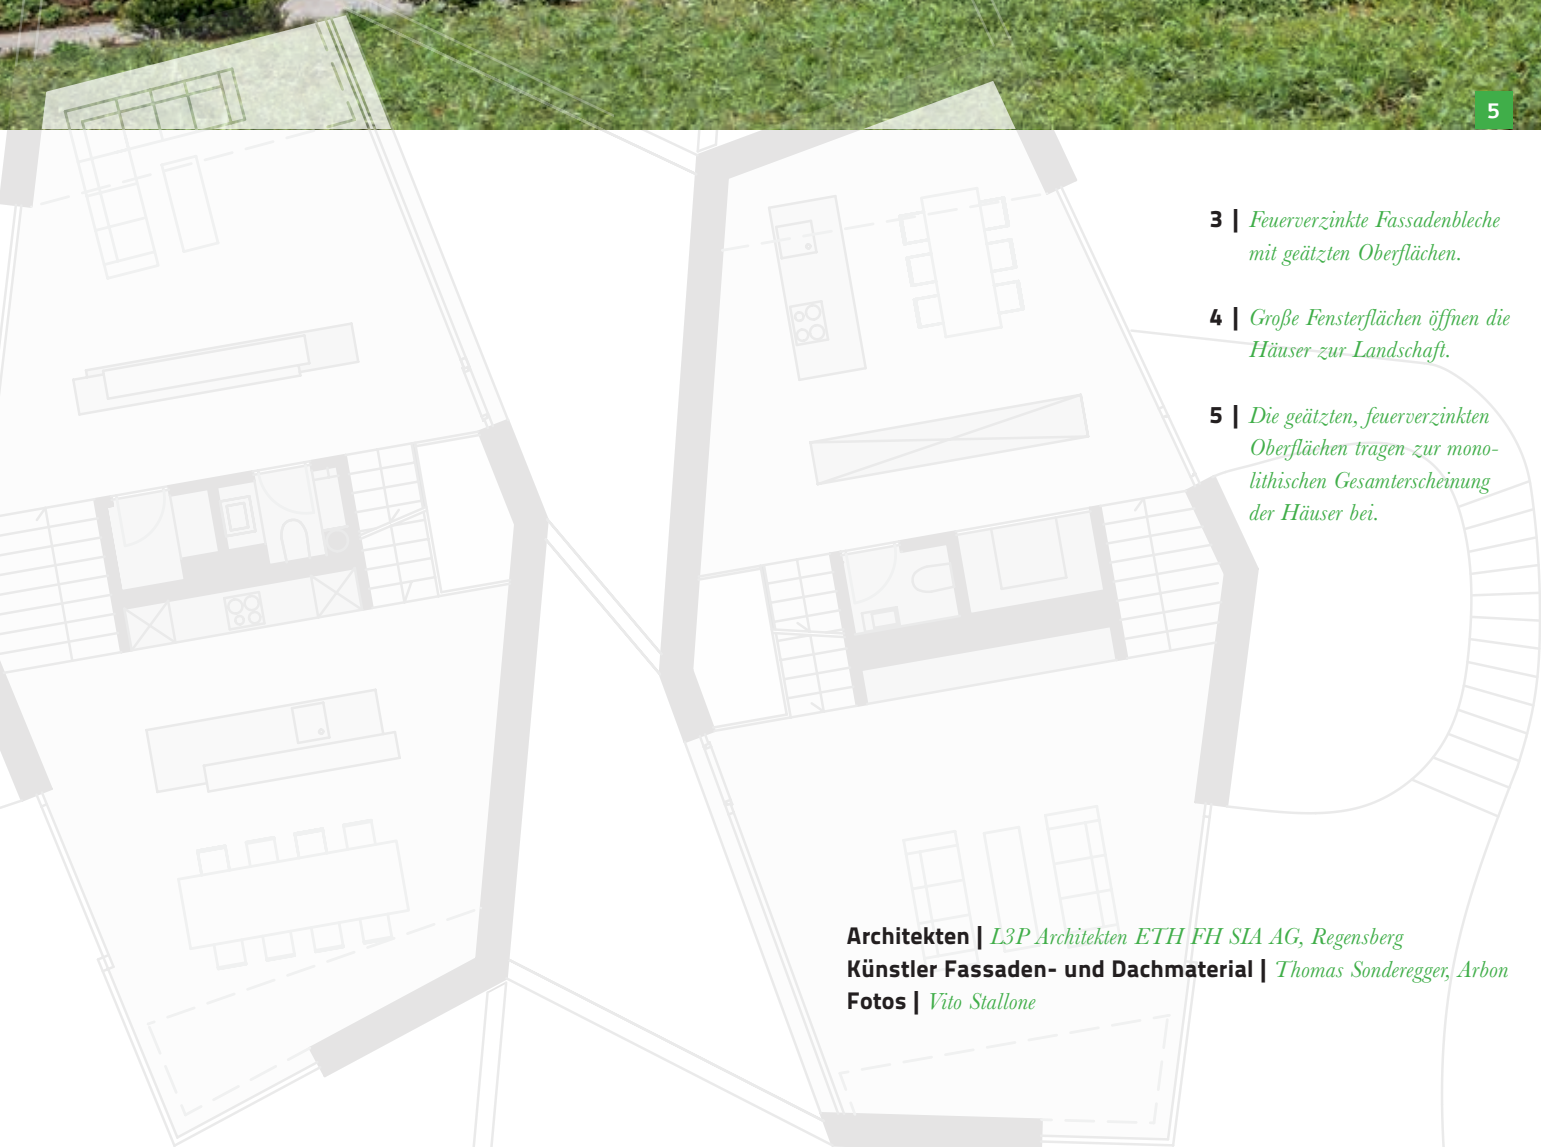 5
3 | Feuerverzinkte Fassadenbleche
mit geätzten Oberflächen.
4 | Große Fensterflächen öffnen die
Häuser zur Landschaft.
5 | Die geätzten, feuerverzinkten
Oberflächen tragen zur mono-
lithischen Gesamterscheinung
der Häuser bei.
Architekten | L3P Architekten ETH FH SIA AG, Regensberg
Künstler Fassaden- und Dachmaterial | Thomas Sonderegger, Arbon
Fotos | Vito Stallone